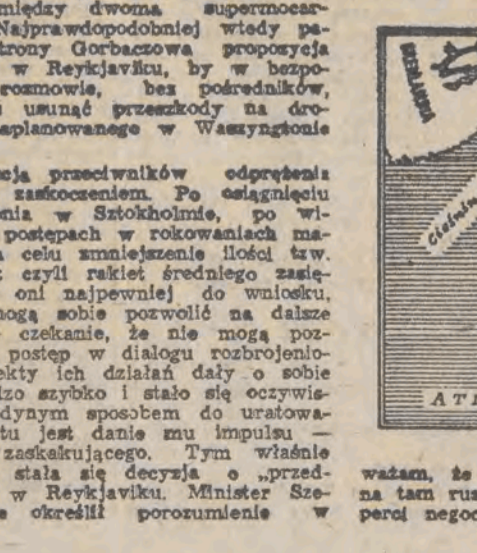 między dwoma supermocar-
Najprawdopodobniej wtedy pa-
trony Gorbaczowa propozycja
w Reykjaviku, by w bezpo-
rozmowie, bez pośredników,
usunąć przeszkody na dro-
zaplanowanego w Waszyngtonie
cja przeciwników odprężenia
zaskoczeniem. Po osiągnięciu
nia w Sztokholmie, po wi-
postępach w rokowaniach ma-
celu zmniejszenie ilości tzw.
czyli rakiet średniego zasię-
oni najpewniej do wniosku,
mogą sobie pozwolić na dalsze
czekanie, że nie mogą poz-
postęp w dialogu rozbrojenio-
ekty ich działań dały o sobie
dzo szybko i stało się oczywis-
dynym sposobem do uratowa-
tu jest danie mu impulsu —
zaskakującego. Tym właśnie
stała się decyzja o „przed-
w Reykjaviku. Minister Sze-
określił porozumienie w
GRENLANDIA
Cieśnin
ATL
ważam, że
na tam rus
perci negoc